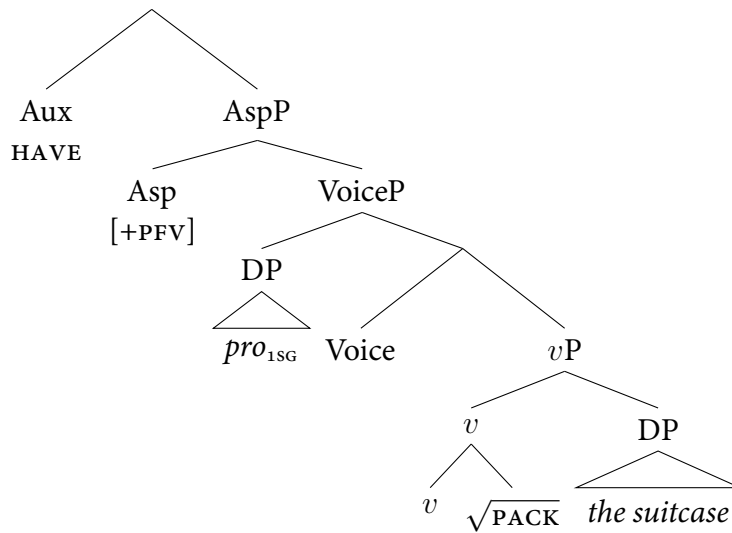 Aux AspP
HAVE
Asp VoiceP
[+PFV]
DP
pro₁SG Voice vP
v DP
v √PACK the suitcase